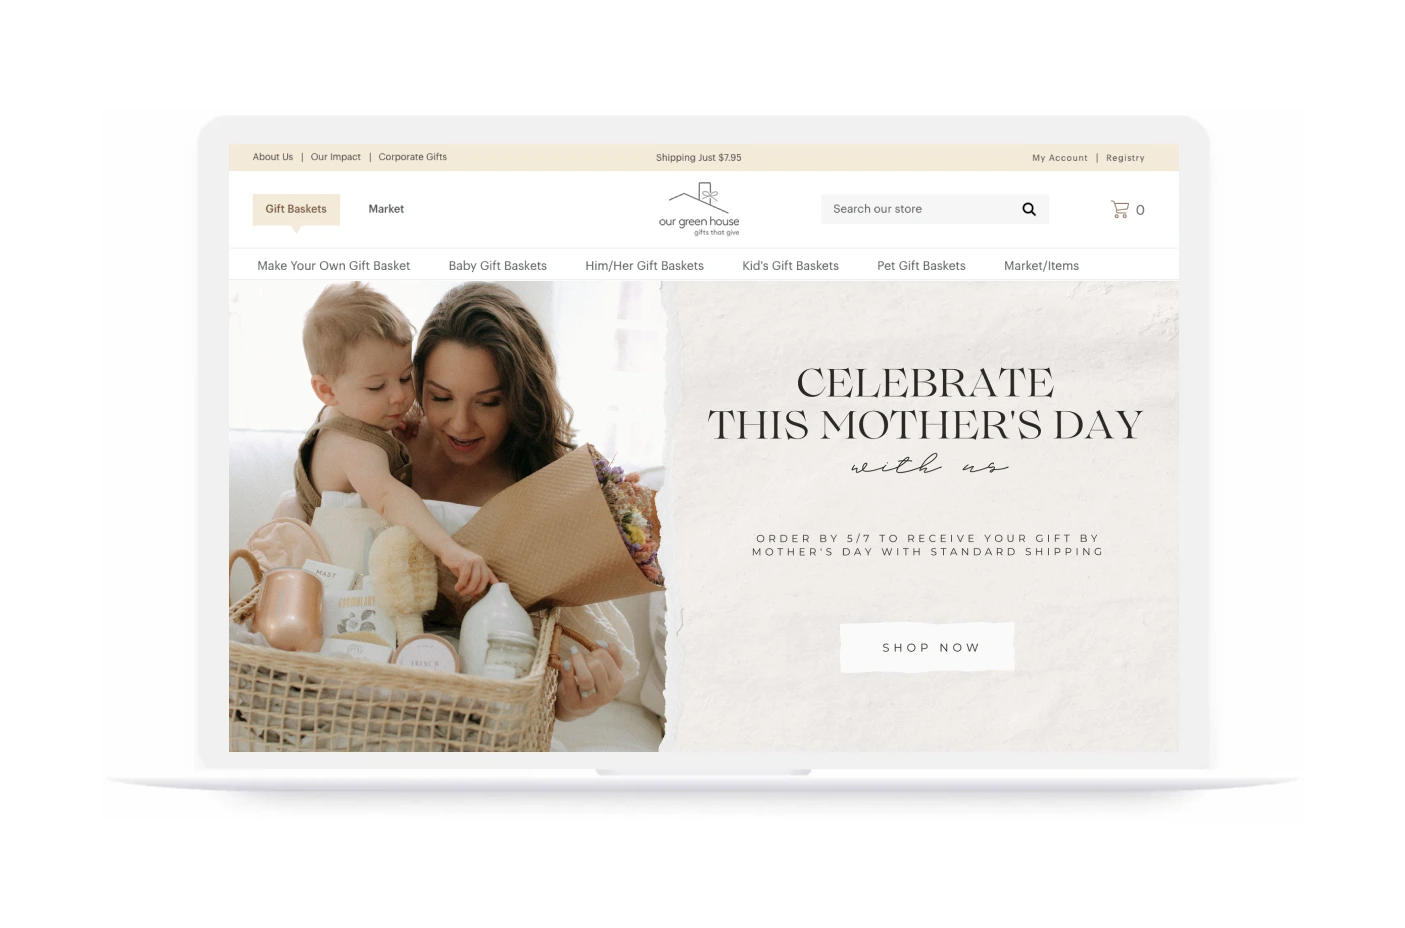 About Us | Our Impact | Corporate Gifts
Shipping Just $7.95
My Account | Registry
Gift Baskets
Market
our green house
gifts that give
Search our store
0
Make Your Own Gift Basket
Baby Gift Baskets
Him/Her Gift Baskets
Kid's Gift Baskets
Pet Gift Baskets
Market/Items
CELEBRATE
THIS MOTHER'S DAY
with us
ORDER BY 5/7 TO RECEIVE YOUR GIFT BY
MOTHER'S DAY WITH STANDARD SHIPPING
SHOP NOW
MAST
FRENCH